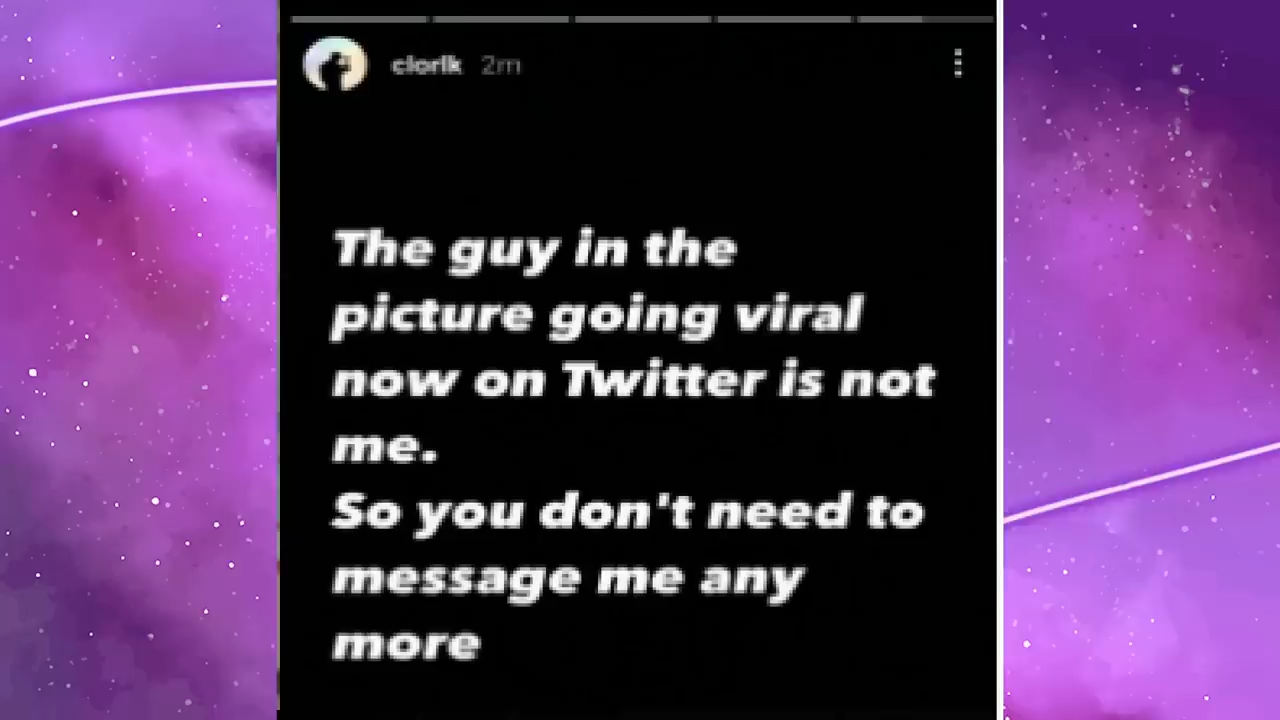 clorik 2m
The guy in the
picture going viral
now on Twitter is not
me.
So you don't need to
message me any
more